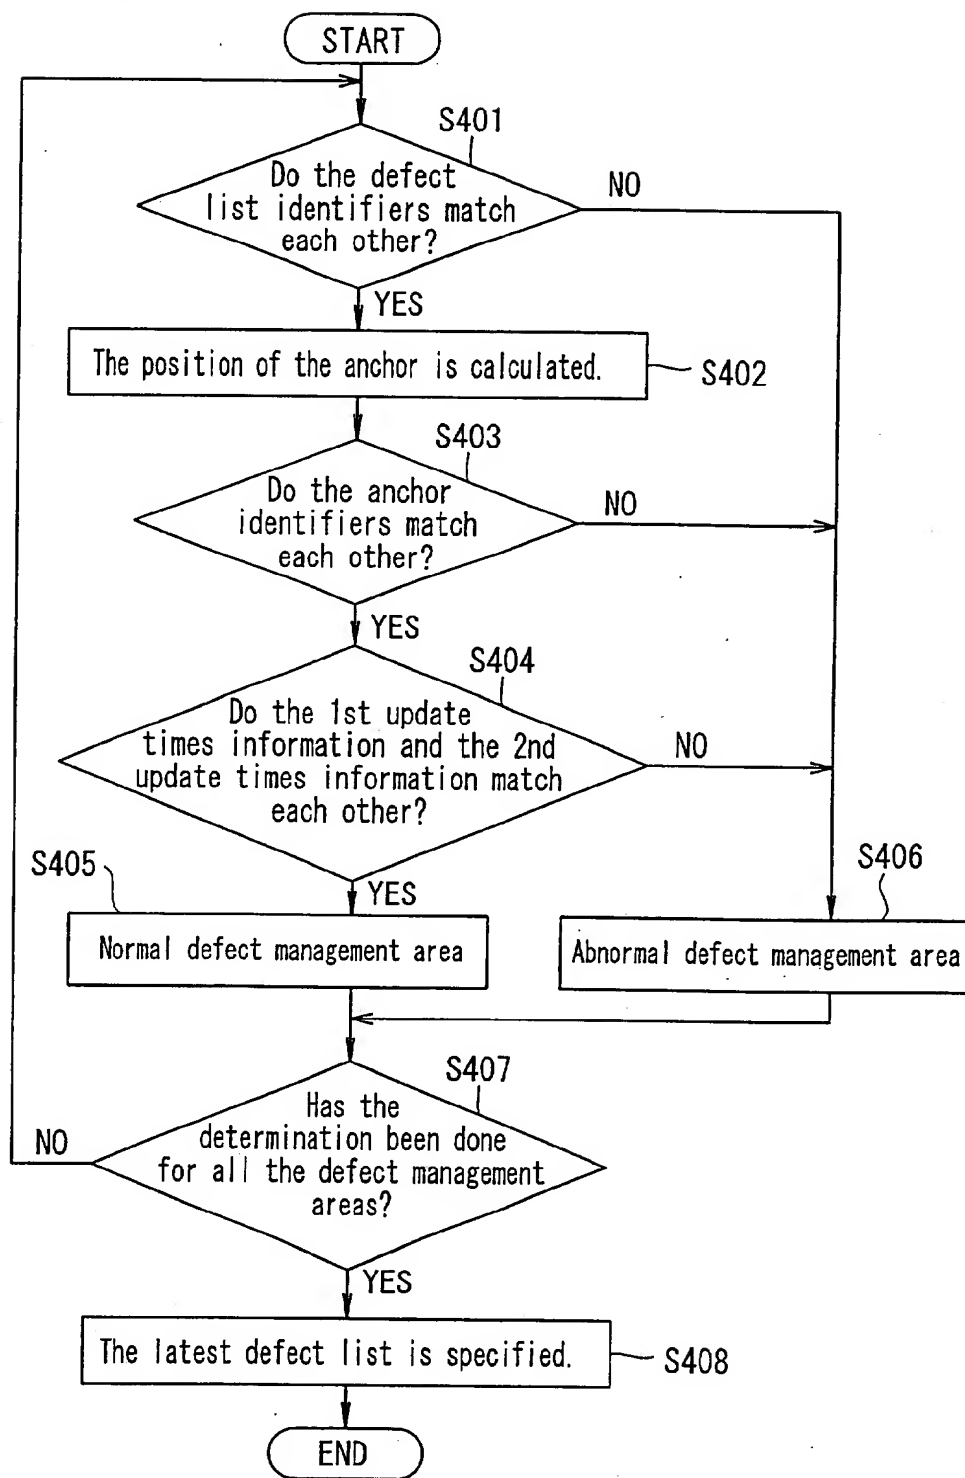 START
S401
Do the defect
list identifiers match
each other?
NO
YES
The position of the anchor is calculated.
S402
S403
Do the anchor
identifiers match
each other?
NO
YES
S404
Do the 1st update
times information and the 2nd
update times information match
each other?
NO
S405
YES
S406
Normal defect management area
Abnormal defect management area
S407
Has the
determination been done
for all the defect management
areas?
NO
YES
The latest defect list is specified.
S408
END